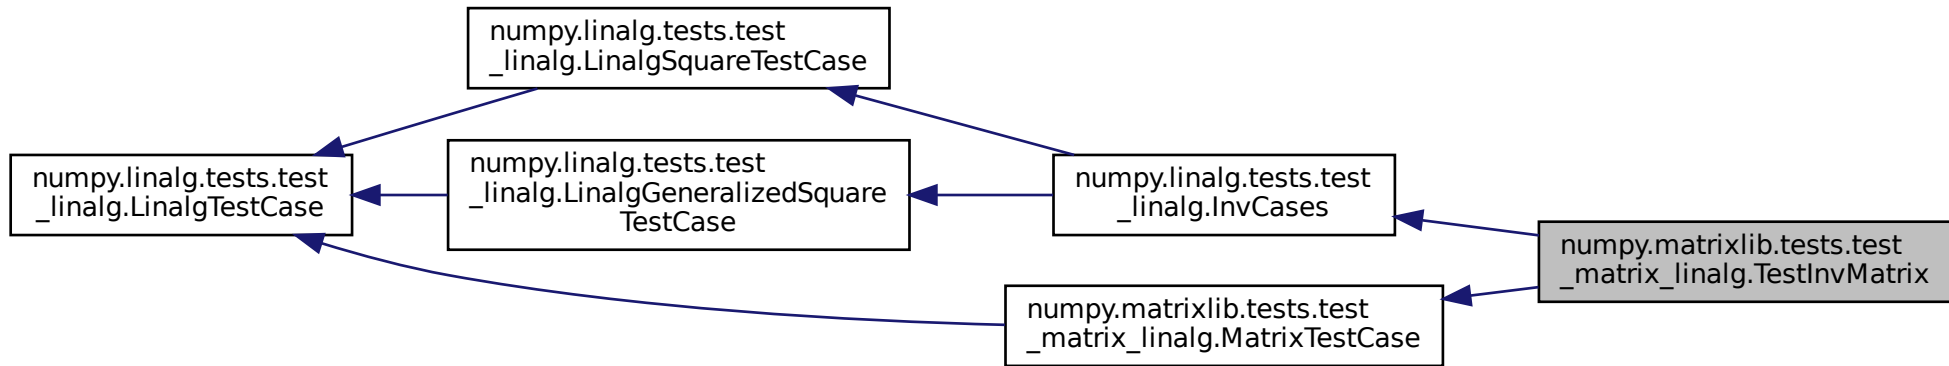 numpy.linalg.tests.test
_linalg.LinalgSquareTestCase
numpy.linalg.tests.test
_linalg.LinalgTestCase
numpy.linalg.tests.test
_linalg.LinalgGeneralizedSquare
TestCase
numpy.linalg.tests.test
_linalg.InvCases
numpy.matrixlib.tests.test
_matrix_linalg.TestInvMatrix
numpy.matrixlib.tests.test
_matrix_linalg.MatrixTestCase